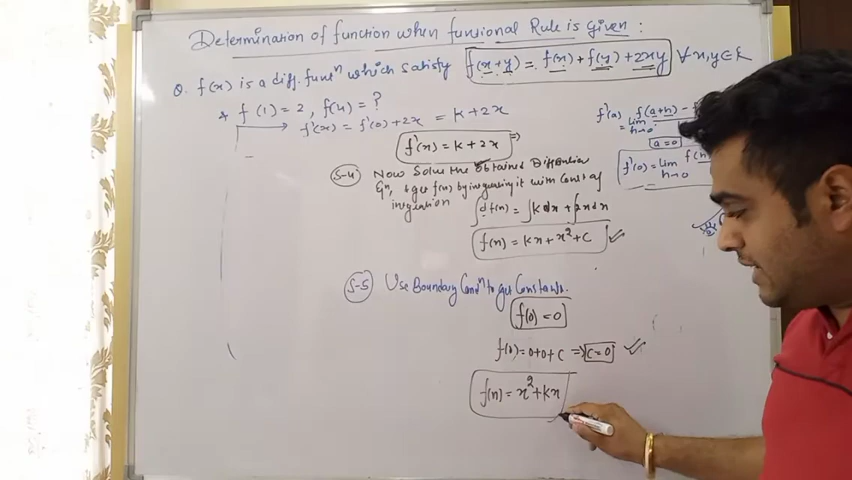 Determination of function when funsional Rule is given :
Q. f(x) is a diff. funcⁿ which satisfy f(x+y) = f(x) + f(y) + 2xy ∀ x,y ∈ R
& f(1) = 2, f(4) = ?
f'(x) = f'(0) + 2x = K + 2x
f'(x) = K + 2x ⇒
S-4 Now Solve the Obtained Differential
Eqⁿ, & get f(x) by integrating it with Const of
integration
∫d f(x) = ∫K dx + ∫2x dx
f(x) = Kx + x² + C
S-5 Use Boundary Condⁿ to get Constants.
f(0) = 0
f(0) = 0+0+C ⇒ C=0
f(x) = x² + Kx
f'(a) = lim h→0 f(a+h) - f
a=0
f'(0) = lim h→0 f(h)